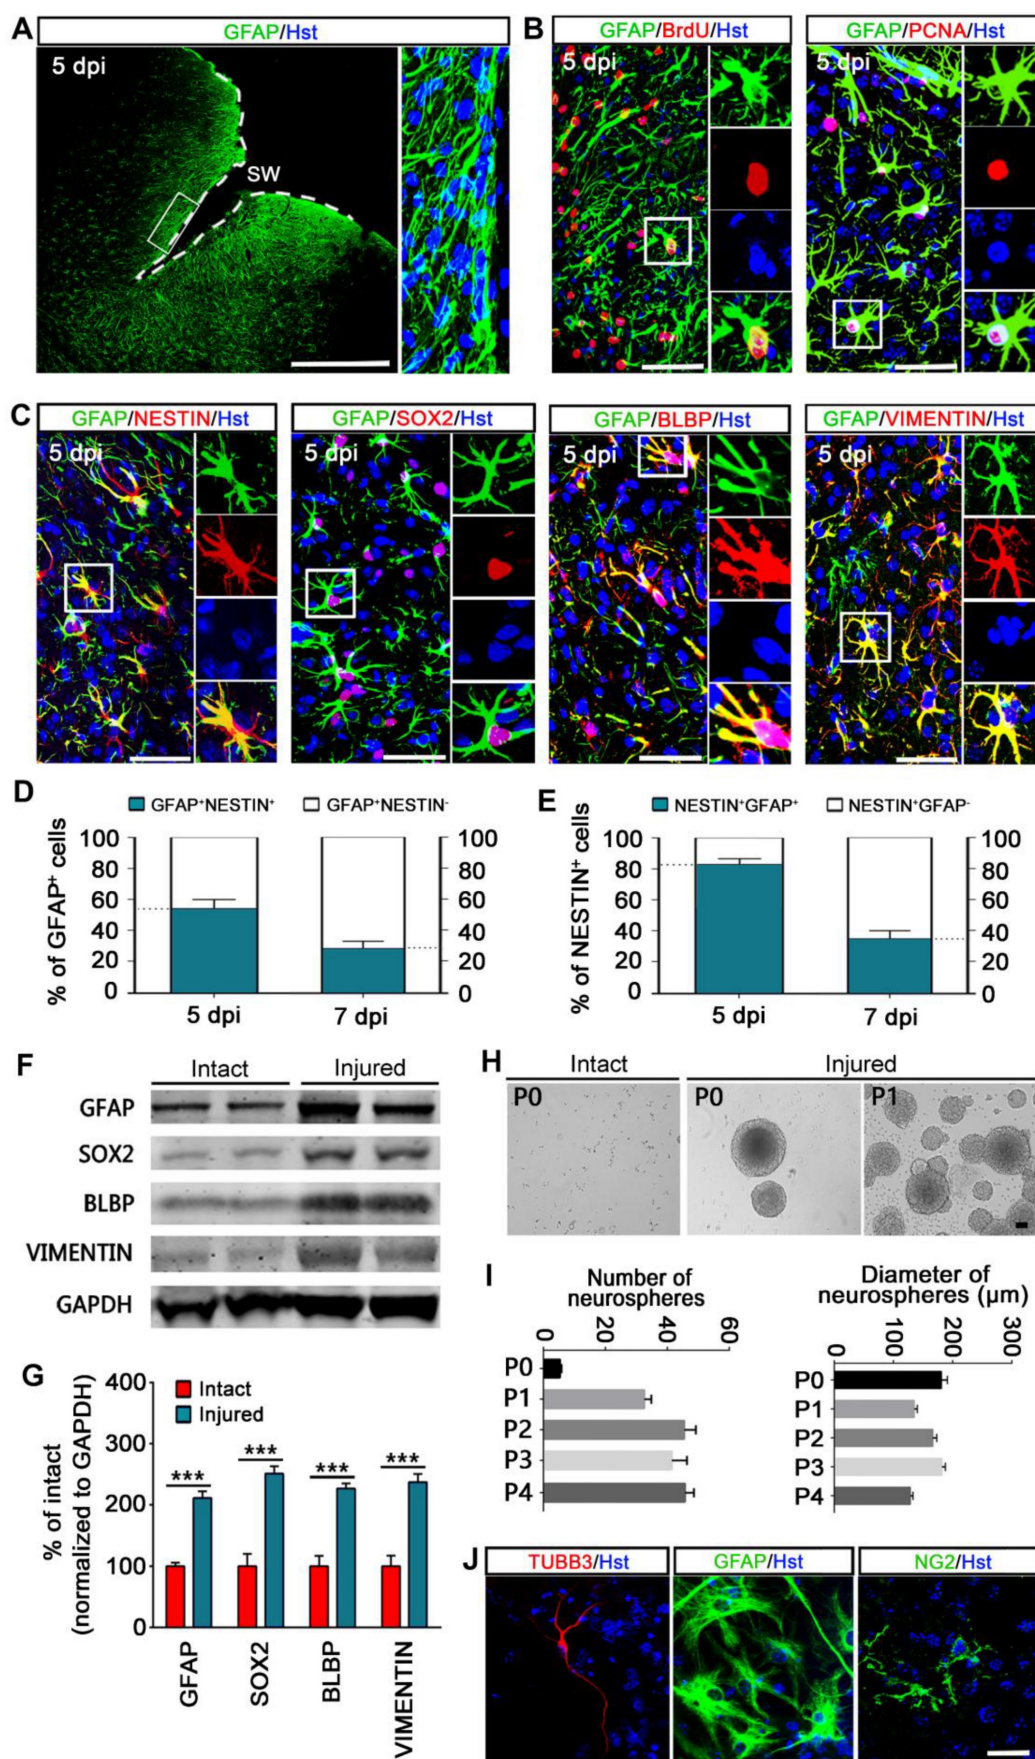 A
GFAP/Hst
5 dpi
SW
B
GFAP/BrdU/Hst
5 dpi
GFAP/PCNA/Hst
5 dpi
C
GFAP/NESTIN/Hst
5 dpi
GFAP/SOX2/Hst
5 dpi
GFAP/BLBP/Hst
5 dpi
GFAP/VIMENTIN/Hst
5 dpi
D
GFAP⁺NESTIN⁺
GFAP⁺NESTIN⁻
% of GFAP⁺ cells
100
80
60
40
20
0
100
80
60
40
20
0
5 dpi
7 dpi
E
NESTIN⁺GFAP⁺
NESTIN⁺GFAP⁻
% of NESTIN⁺ cells
100
80
60
40
20
0
100
80
60
40
20
0
5 dpi
7 dpi
F
Intact
Injured
GFAP
SOX2
BLBP
VIMENTIN
GAPDH
G
% of intact
(normalized to GAPDH)
400
300
200
100
0
Intact
Injured
***
***
***
***
GFAP
SOX2
BLBP
VIMENTIN
H
Intact
Injured
P0
P0
P1
I
Number of
neurospheres
0
20
40
60
P0
P1
P2
P3
P4
Diameter of
neurospheres (µm)
0
100
200
300
P0
P1
P2
P3
P4
J
TUBB3/Hst
GFAP/Hst
NG2/Hst